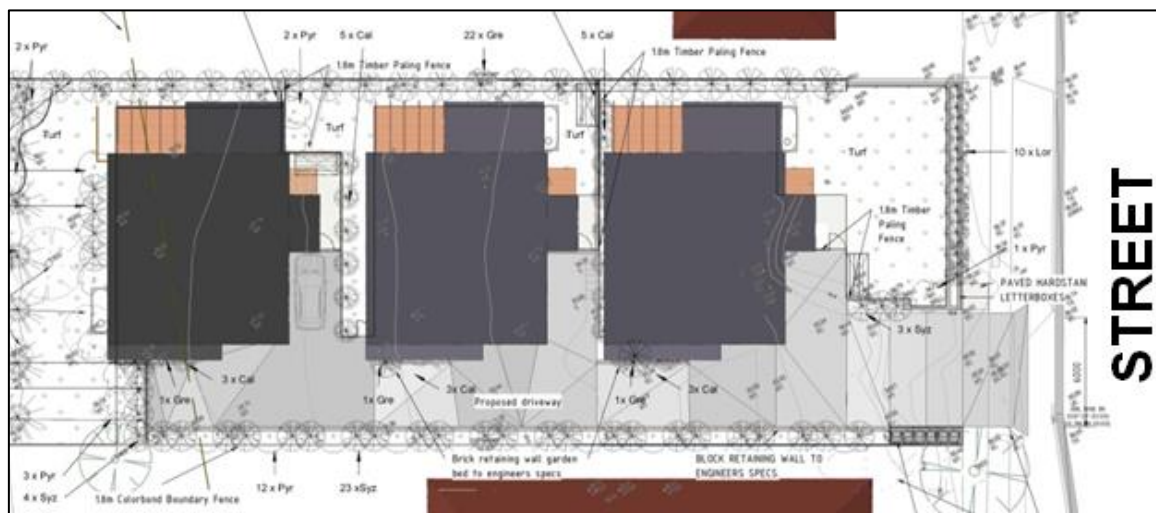 2 x Pyr
2 x Pyr
5 x Cal
22 x Gre
5 x Cal
1.8m Timber Paling Fence
1.8m Timber Paling Fence
Turf
Turf
Turf
Turf
10 x Lor
1.8m Timber
Paling
Fence
1 x Pyr
PAVED HARDSTAN
LETTERBOXES
3 x Syz
STREET
6000
3 x Cal
3x Cal
3x Cal
1x Gre
1x Gre
1x Gre
Proposed driveway
3 x Pyr
4 x Syz
1.8m Colorbond Boundary Fence
12 x Pyr
23 xSyz
Brick retaining wall garden
bed to engineers specs
BLOCK RETAINING WALL TO
ENGINEERS SPECS